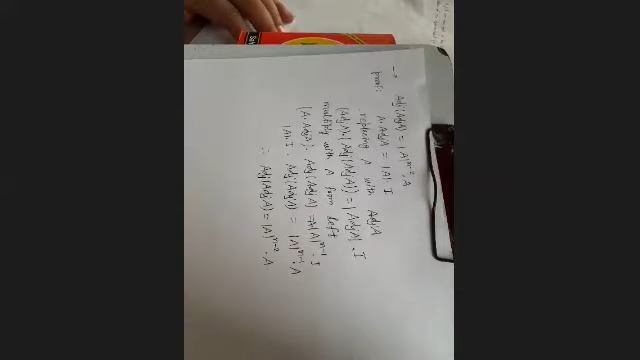 → Adj(AdjA) = |A|ⁿ⁻² · A
proof: A · AdjA = |A| · I
replacing A with AdjA
(AdjA) · (Adj(AdjA)) = |AdjA| · I
multiply with A from left
(A · AdjA) · Adj(AdjA) = A|A|ⁿ⁻¹ · I
|A| · I · Adj(AdjA) = |A|ⁿ⁻¹ · A
∴ Adj(AdjA) = |A|ⁿ⁻² · A.